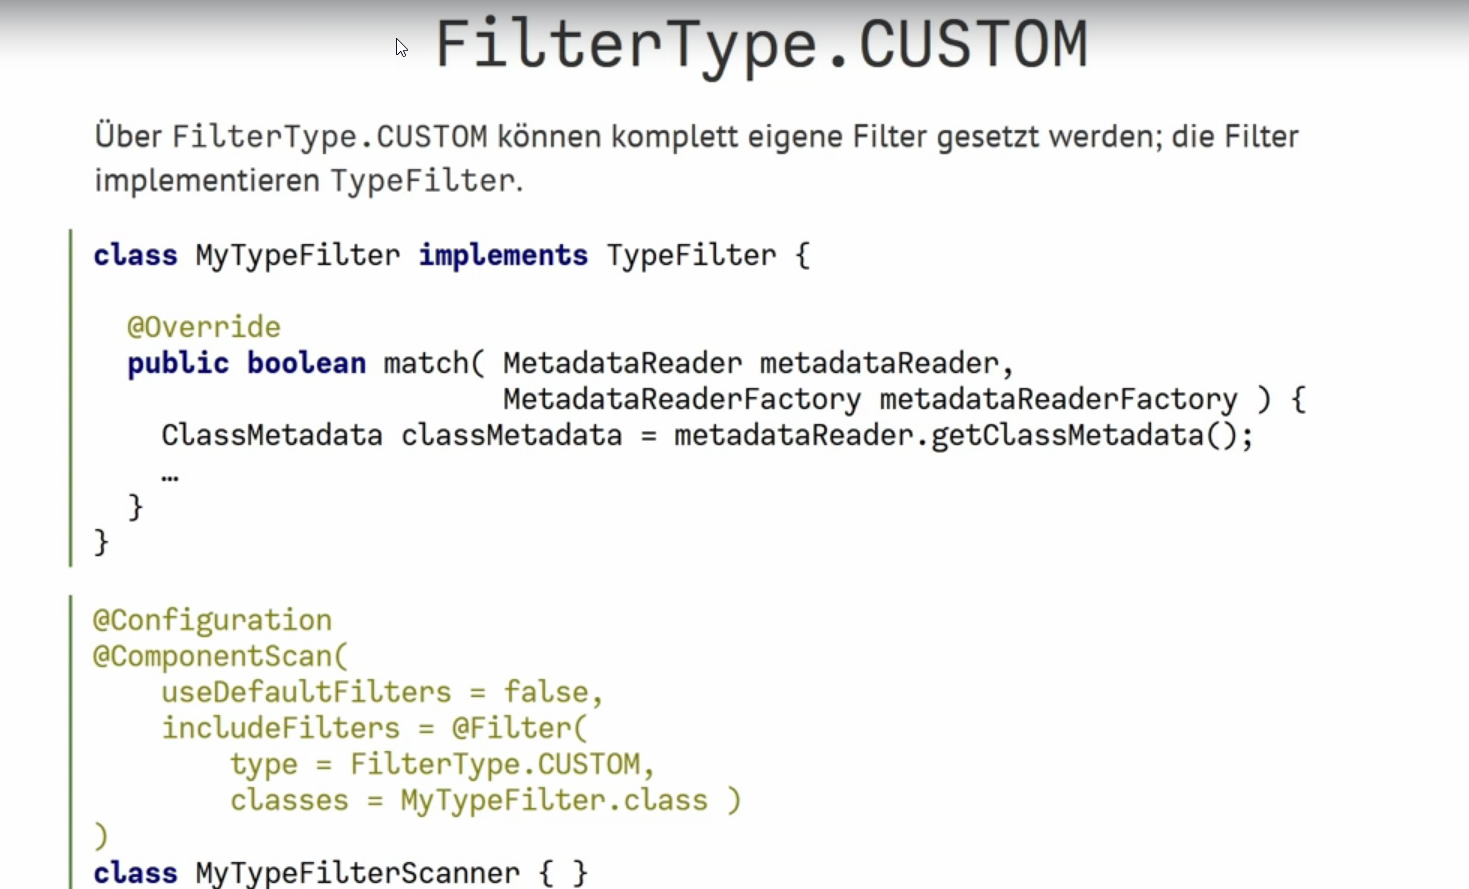 FilterType.CUSTOM
Über FilterType.CUSTOM können komplett eigene Filter gesetzt werden; die Filter
implementieren TypeFilter.
class MyTypeFilter implements TypeFilter {
@Override
public boolean match( MetadataReader metadataReader,
MetadataReaderFactory metadataReaderFactory ) {
ClassMetadata classMetadata = metadataReader.getClassMetadata();
…
}
}
@Configuration
@ComponentScan(
useDefaultFilters = false,
includeFilters = @Filter(
type = FilterType.CUSTOM,
classes = MyTypeFilter.class )
)
class MyTypeFilterScanner { }